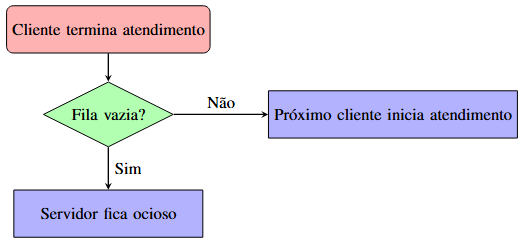 Cliente termina atendimento
Fila vazia?
Não
Próximo cliente inicia atendimento
Sim
Servidor fica ocioso